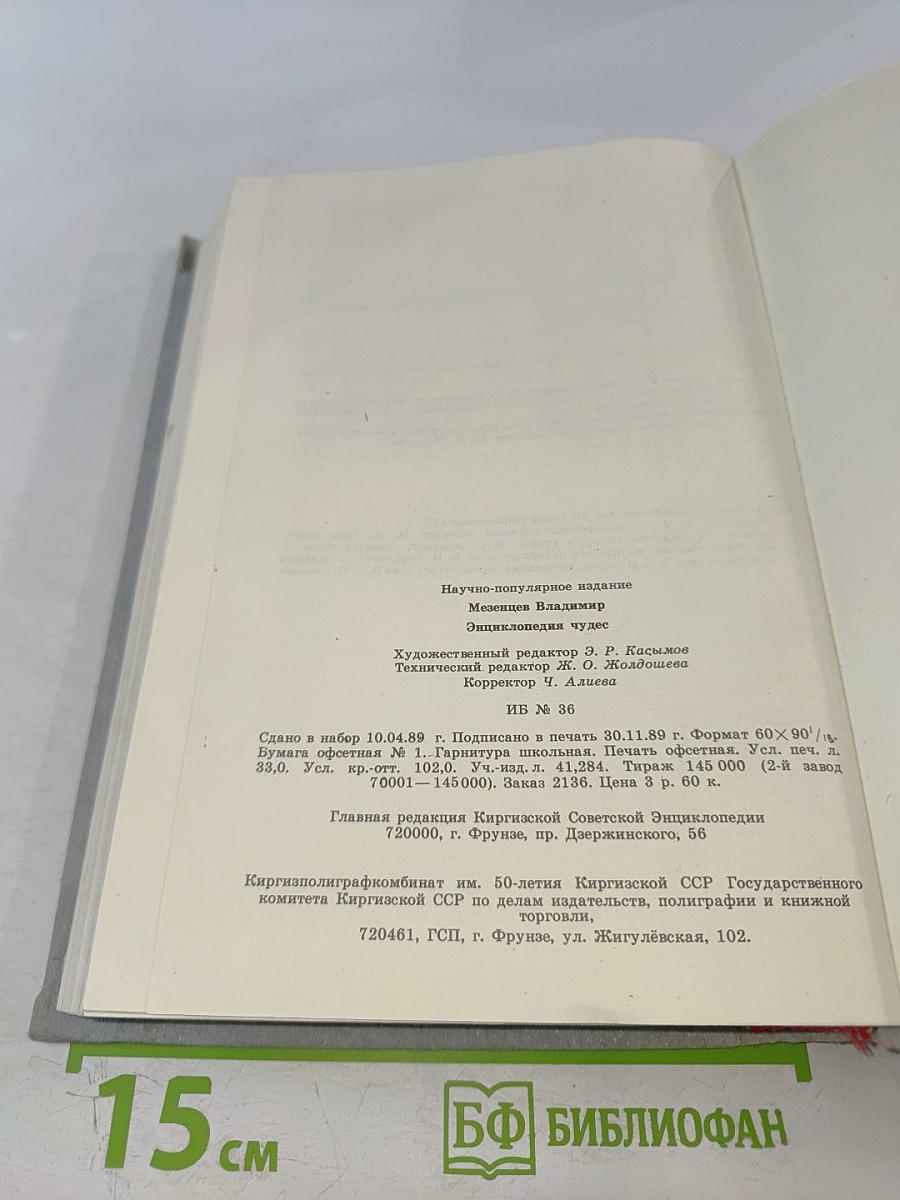 Научно-популярное издание
Мезенцев Владимир
Энциклопедия чудес
Художественный редактор Э. Р. Касымов
Технический редактор Ж. О. Жолдошева
Корректор Ч. Алиева
ИБ № 36
Сдано в набор 10.04.89 г. Подписано в печать 30.11.89 г. Формат 60×90¹/₁₆.
Бумага офсетная № 1. Гарнитура школьная. Печать офсетная. Усл. печ. л.
33,0. Усл. кр.-отт. 102,0. Уч.-изд. л. 41,284. Тираж 145 000 (2-й завод
70001—145000). Заказ 2136. Цена 3 р. 60 к.
Главная редакция Киргизской Советской Энциклопедии
720000, г. Фрунзе, пр. Дзержинского, 56
Киргизполиграфкомбинат им. 50-летия Киргизской ССР Государственного
комитета Киргизской ССР по делам издательств, полиграфии и книжной
торговли,
720461, ГСП, г. Фрунзе, ул. Жигулёвская, 102.
15 см
БФ БИБЛИОФАН